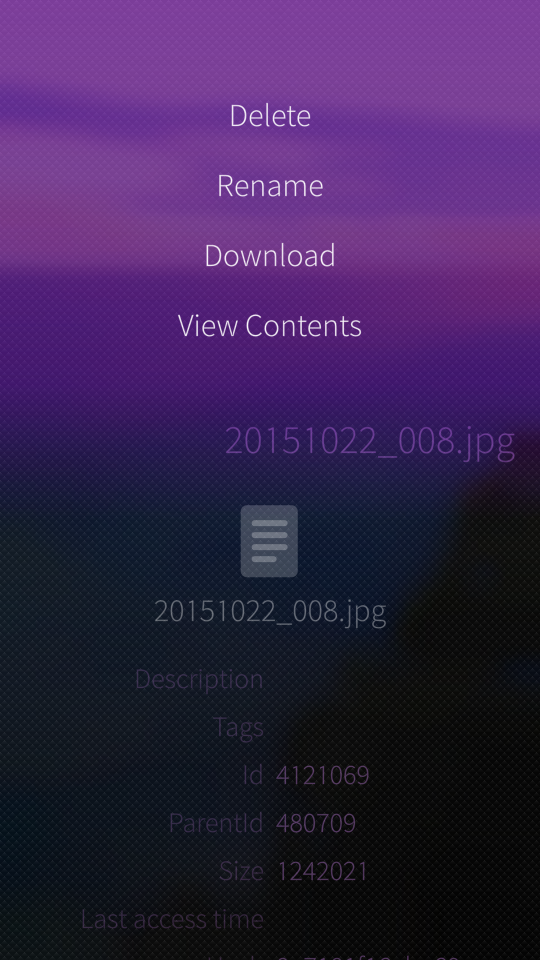 Delete
Rename
Download
View Contents
20151022_008.jpg
20151022_008.jpg
Description
Tags
Id 4121069
ParentId 480709
Size 1242021
Last access time